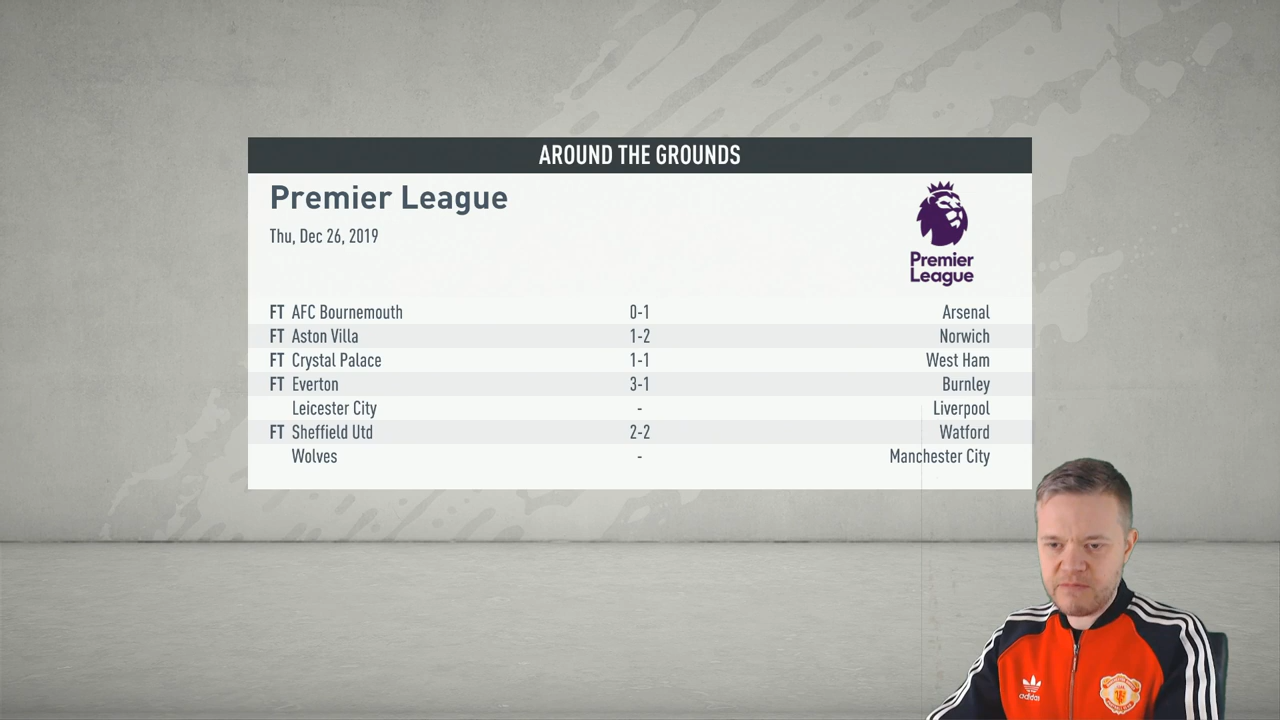 AROUND THE GROUNDS
Premier League
Thu, Dec 26, 2019
Premier
League
FT AFC Bournemouth 0-1 Arsenal
FT Aston Villa 1-2 Norwich
FT Crystal Palace 1-1 West Ham
FT Everton 3-1 Burnley
Leicester City - Liverpool
FT Sheffield Utd 2-2 Watford
Wolves - Manchester City
adidas